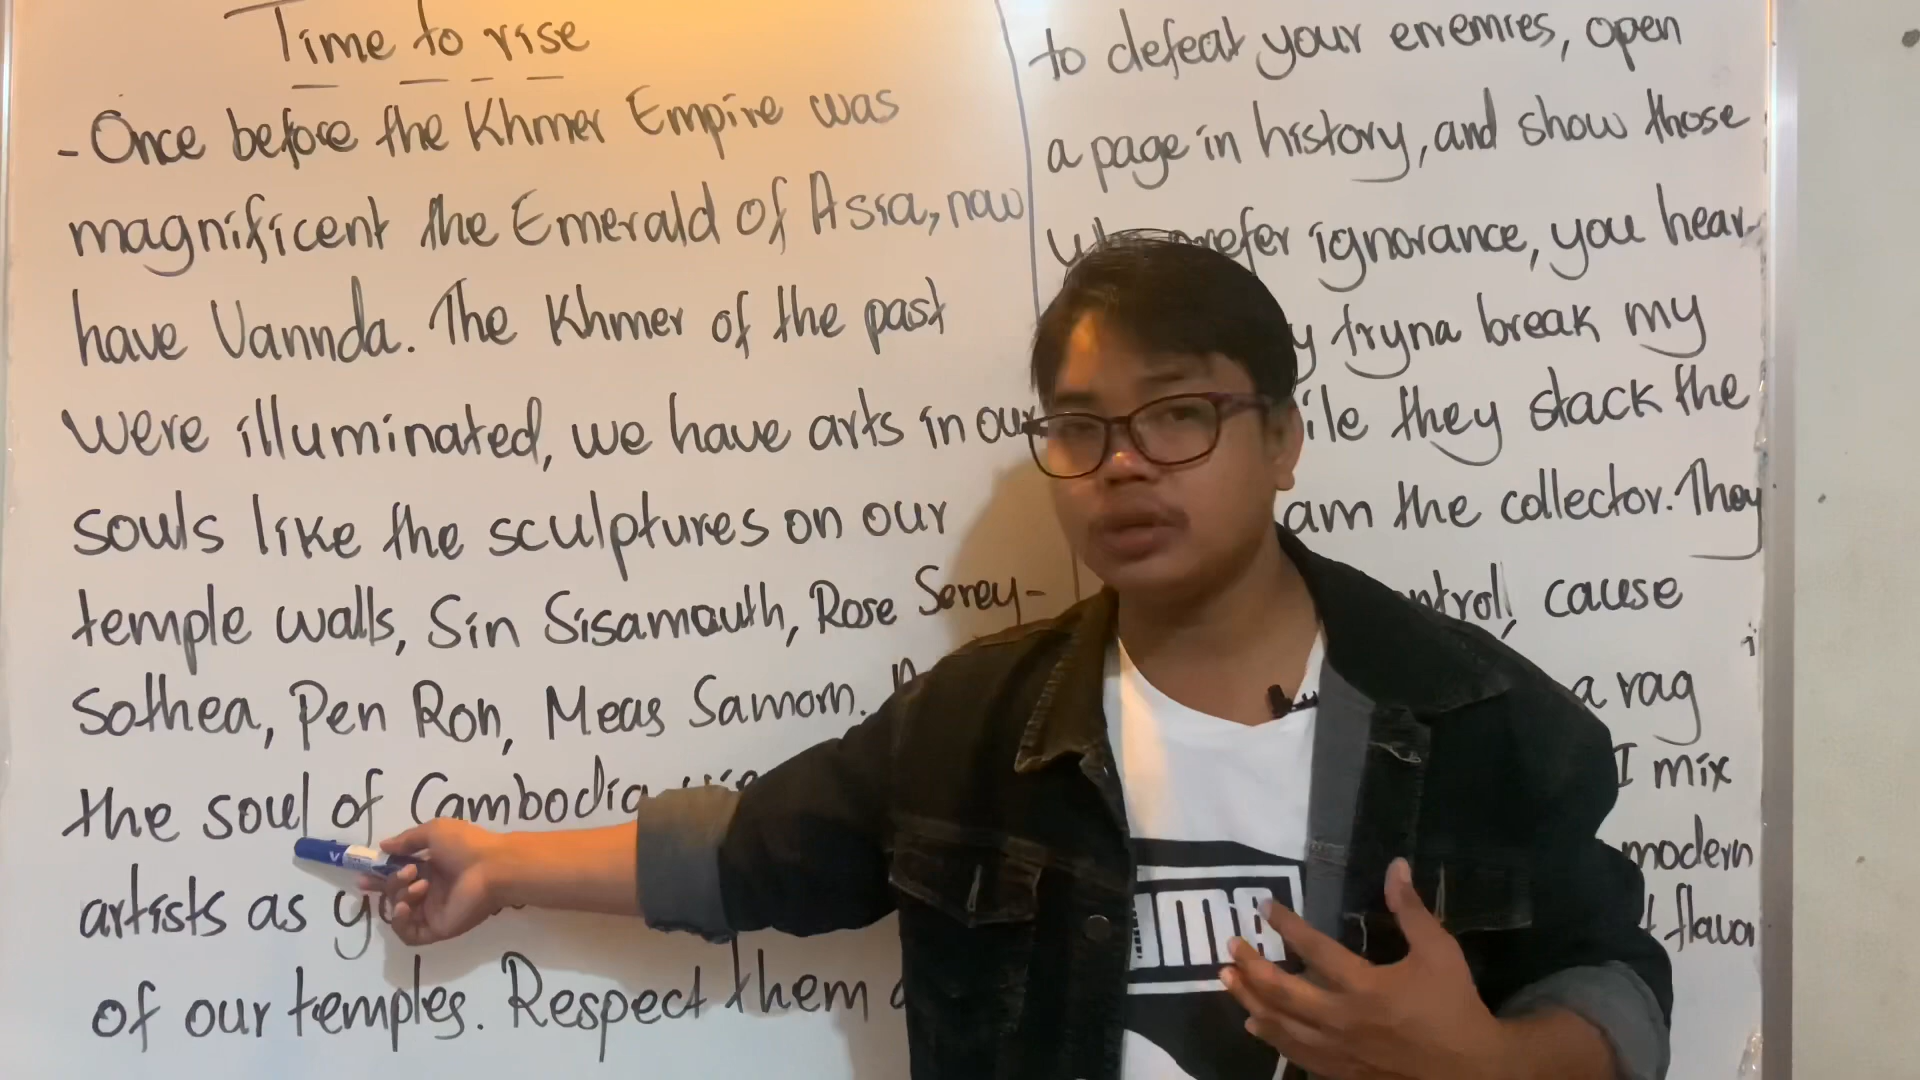 Time to rise
- Once before the Khmer Empire was
magnificent the Emerald of Assa, now
have Vannda. The Khmer of the past
were illuminated, we have arts in our
souls like the sculptures on our
temple walls, Sin Sisamouth, Rose Serey-
Sothea, Pen Ron, Meas Samorn.
the soul of Cambodia
artists as
of our temples. Respect them
to defeat your enemies, open
a page in history, and show those
prefer ignorance, you hear
tryna break my
they stack the
am the collector. They
cause
a rag
I mix
modern
flavor